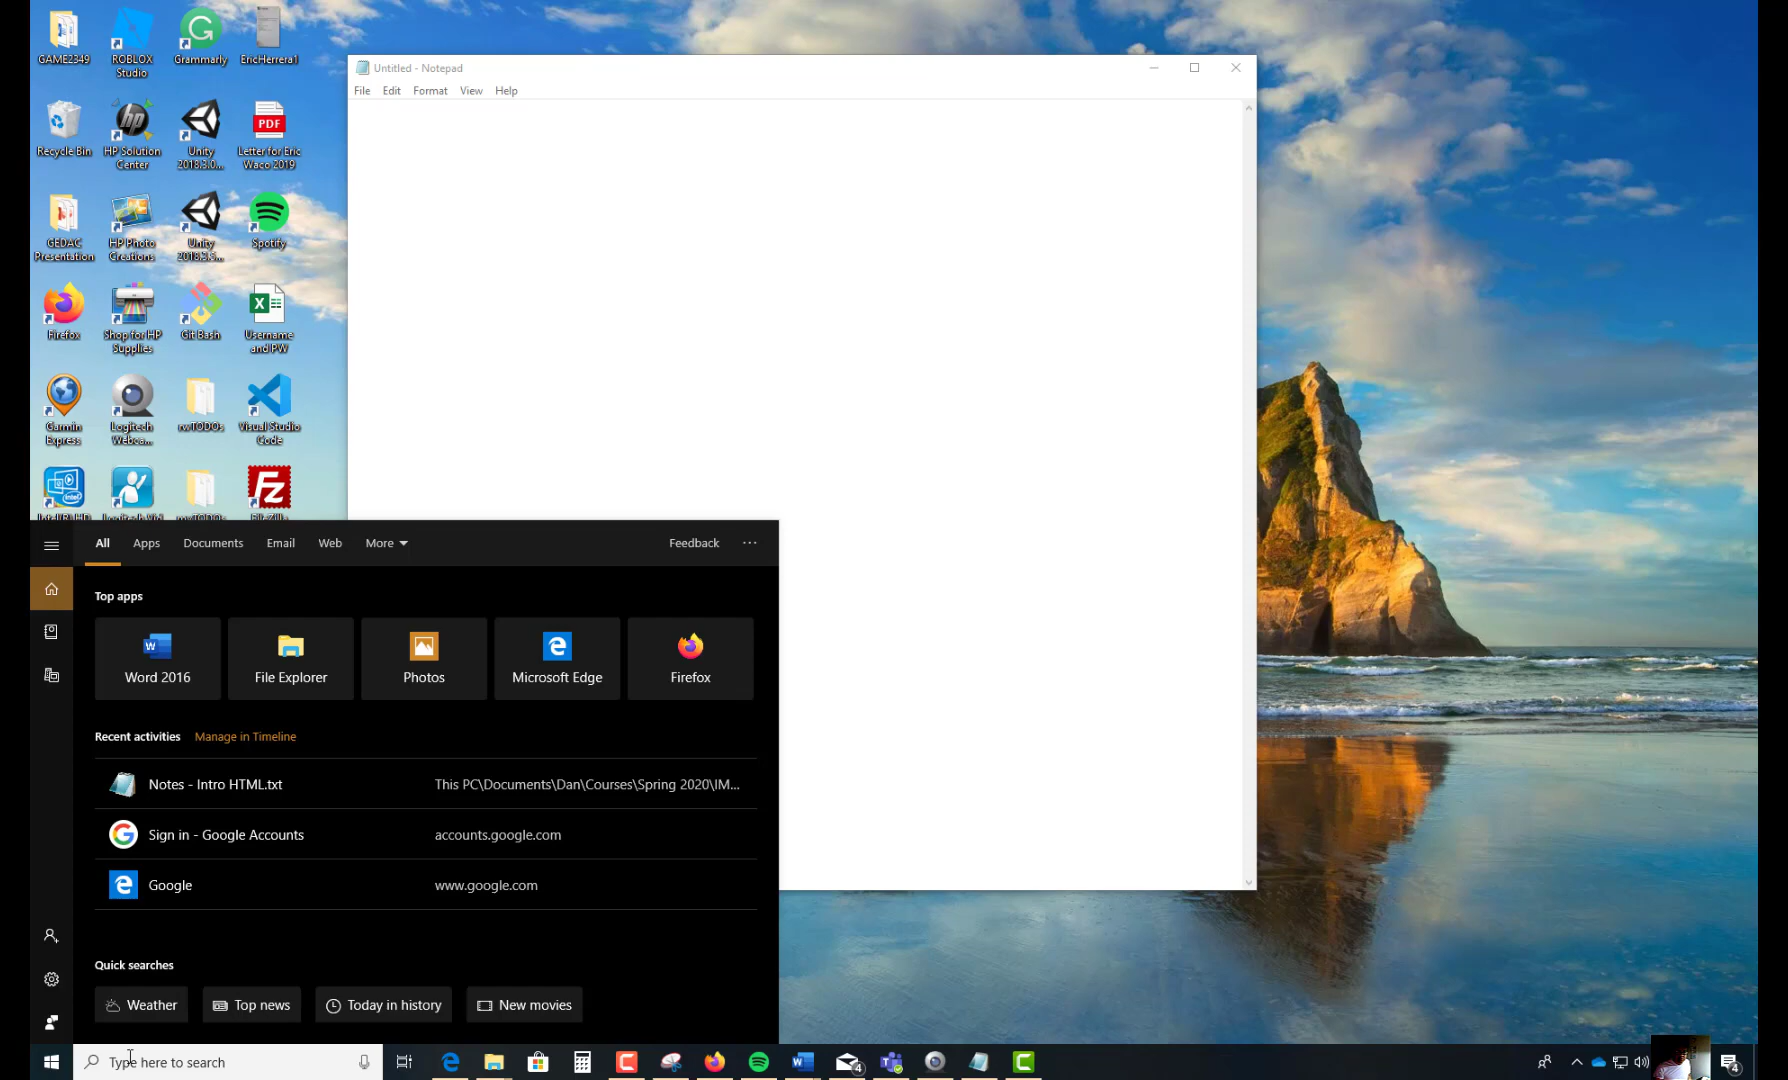 GAME2349
ROBLOX
Studio
Grammarly
EricHerrera1
Untitled - Notepad
File Edit Format View Help
Recycle Bin
HP Solution
Center
Unity
2018.3.0...
PDF
Letter for Eric
Waco 2019
GEDAC
Presentation
HP Photo
Creations
Unity
Spotify
Firefox
Shop for HP
Supplies
Git Bash
Username
and PW
Garmin
Express
Logitech
Webca...
rwTODOs
Visual Studio
Code
All Apps Documents Email Web More Feedback ...
Top apps
Word 2016
File Explorer
Photos
Microsoft Edge
Firefox
Recent activities Manage in Timeline
Notes - Intro HTML.txt This PC\Documents\Dan\Courses\Spring 2020\IM...
Sign in - Google Accounts accounts.google.com
Google www.google.com
Quick searches
Weather Top news Today in history New movies
Type here to search
4
4